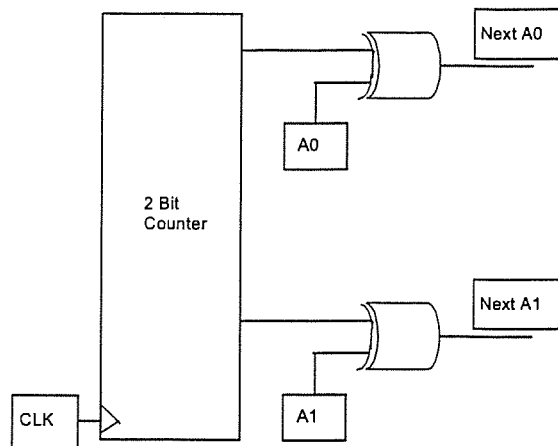 Next A0
A0
2 Bit
Counter
Next A1
A1
CLK